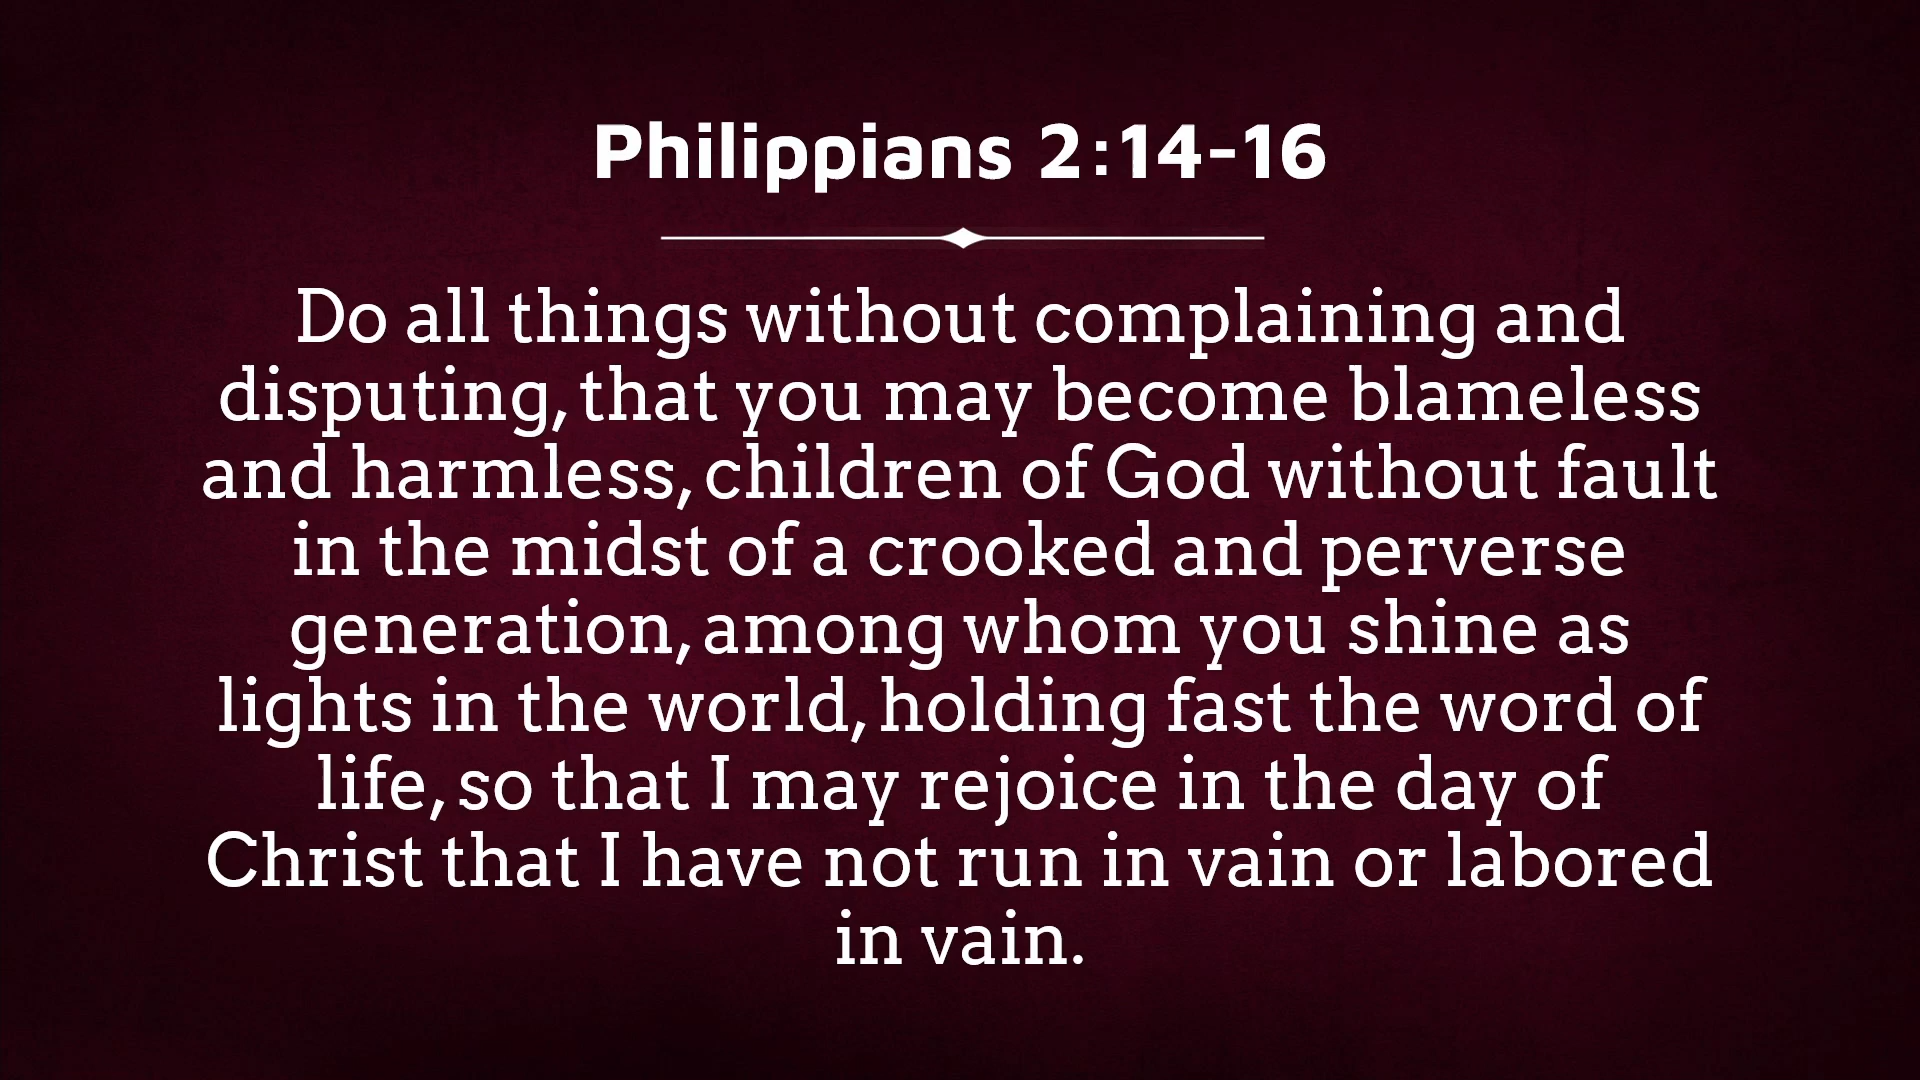 Philippians 2:14-16
Do all things without complaining and
disputing, that you may become blameless
and harmless, children of God without fault
in the midst of a crooked and perverse
generation, among whom you shine as
lights in the world, holding fast the word of
life, so that I may rejoice in the day of
Christ that I have not run in vain or labored
in vain.